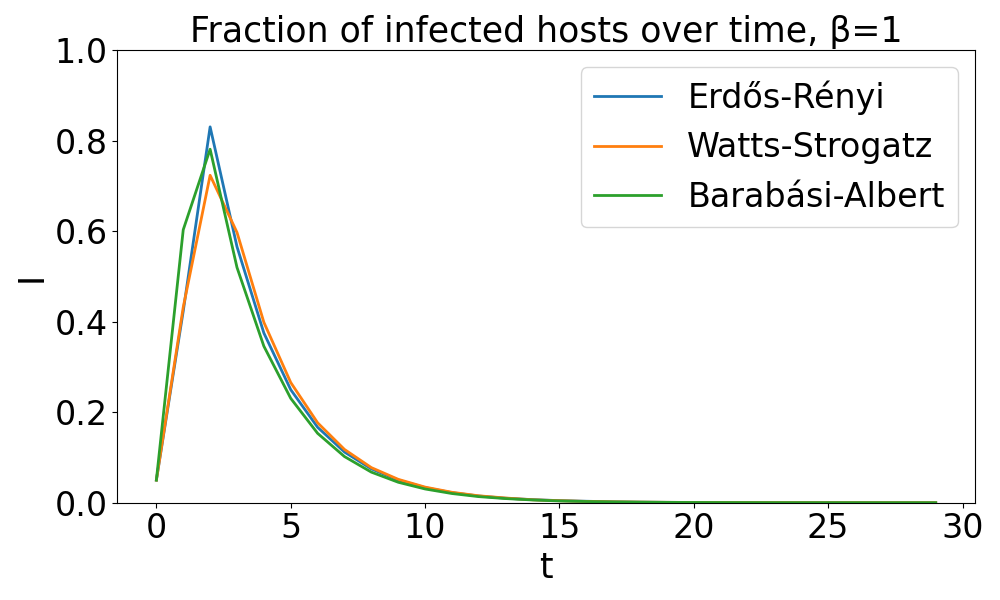 Fraction of infected hosts over time, β=1
1.0
0.8
0.6
0.4
0.2
0.0
I
Erdős-Rényi
Watts-Strogatz
Barabási-Albert
0 5 10 15 20 25 30
t